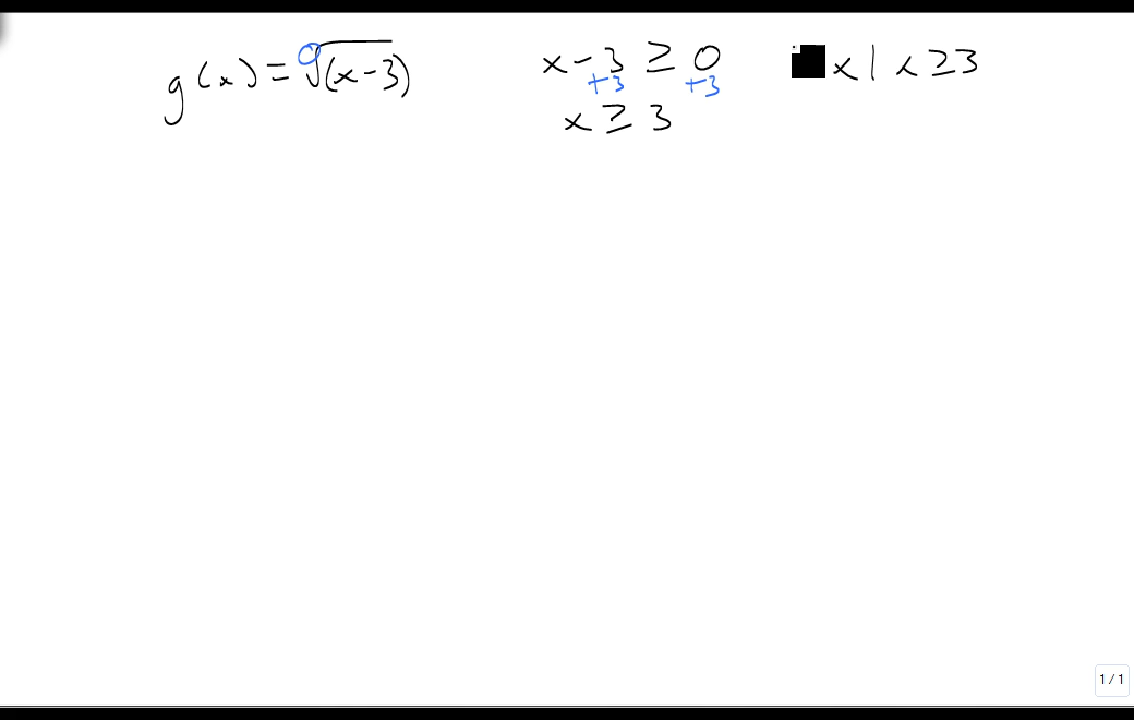 g(x) = √(x-3)
x-3 ≥ 0
+3 +3
x ≥ 3
x | x ≥ 3
1 / 1